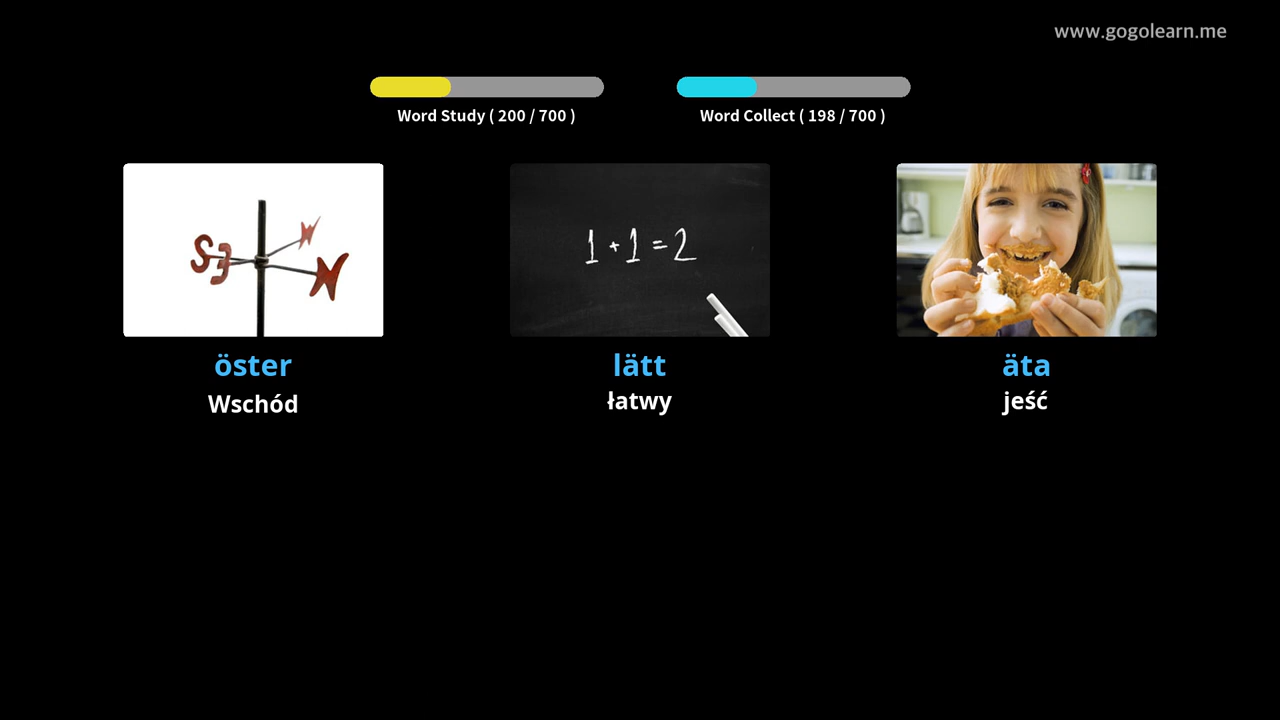 www.gogolearn.me
Word Study ( 200 / 700 )
Word Collect ( 198 / 700 )
S E N W
1 + 1 = 2
öster
lätt
äta
Wschód
łatwy
jeść